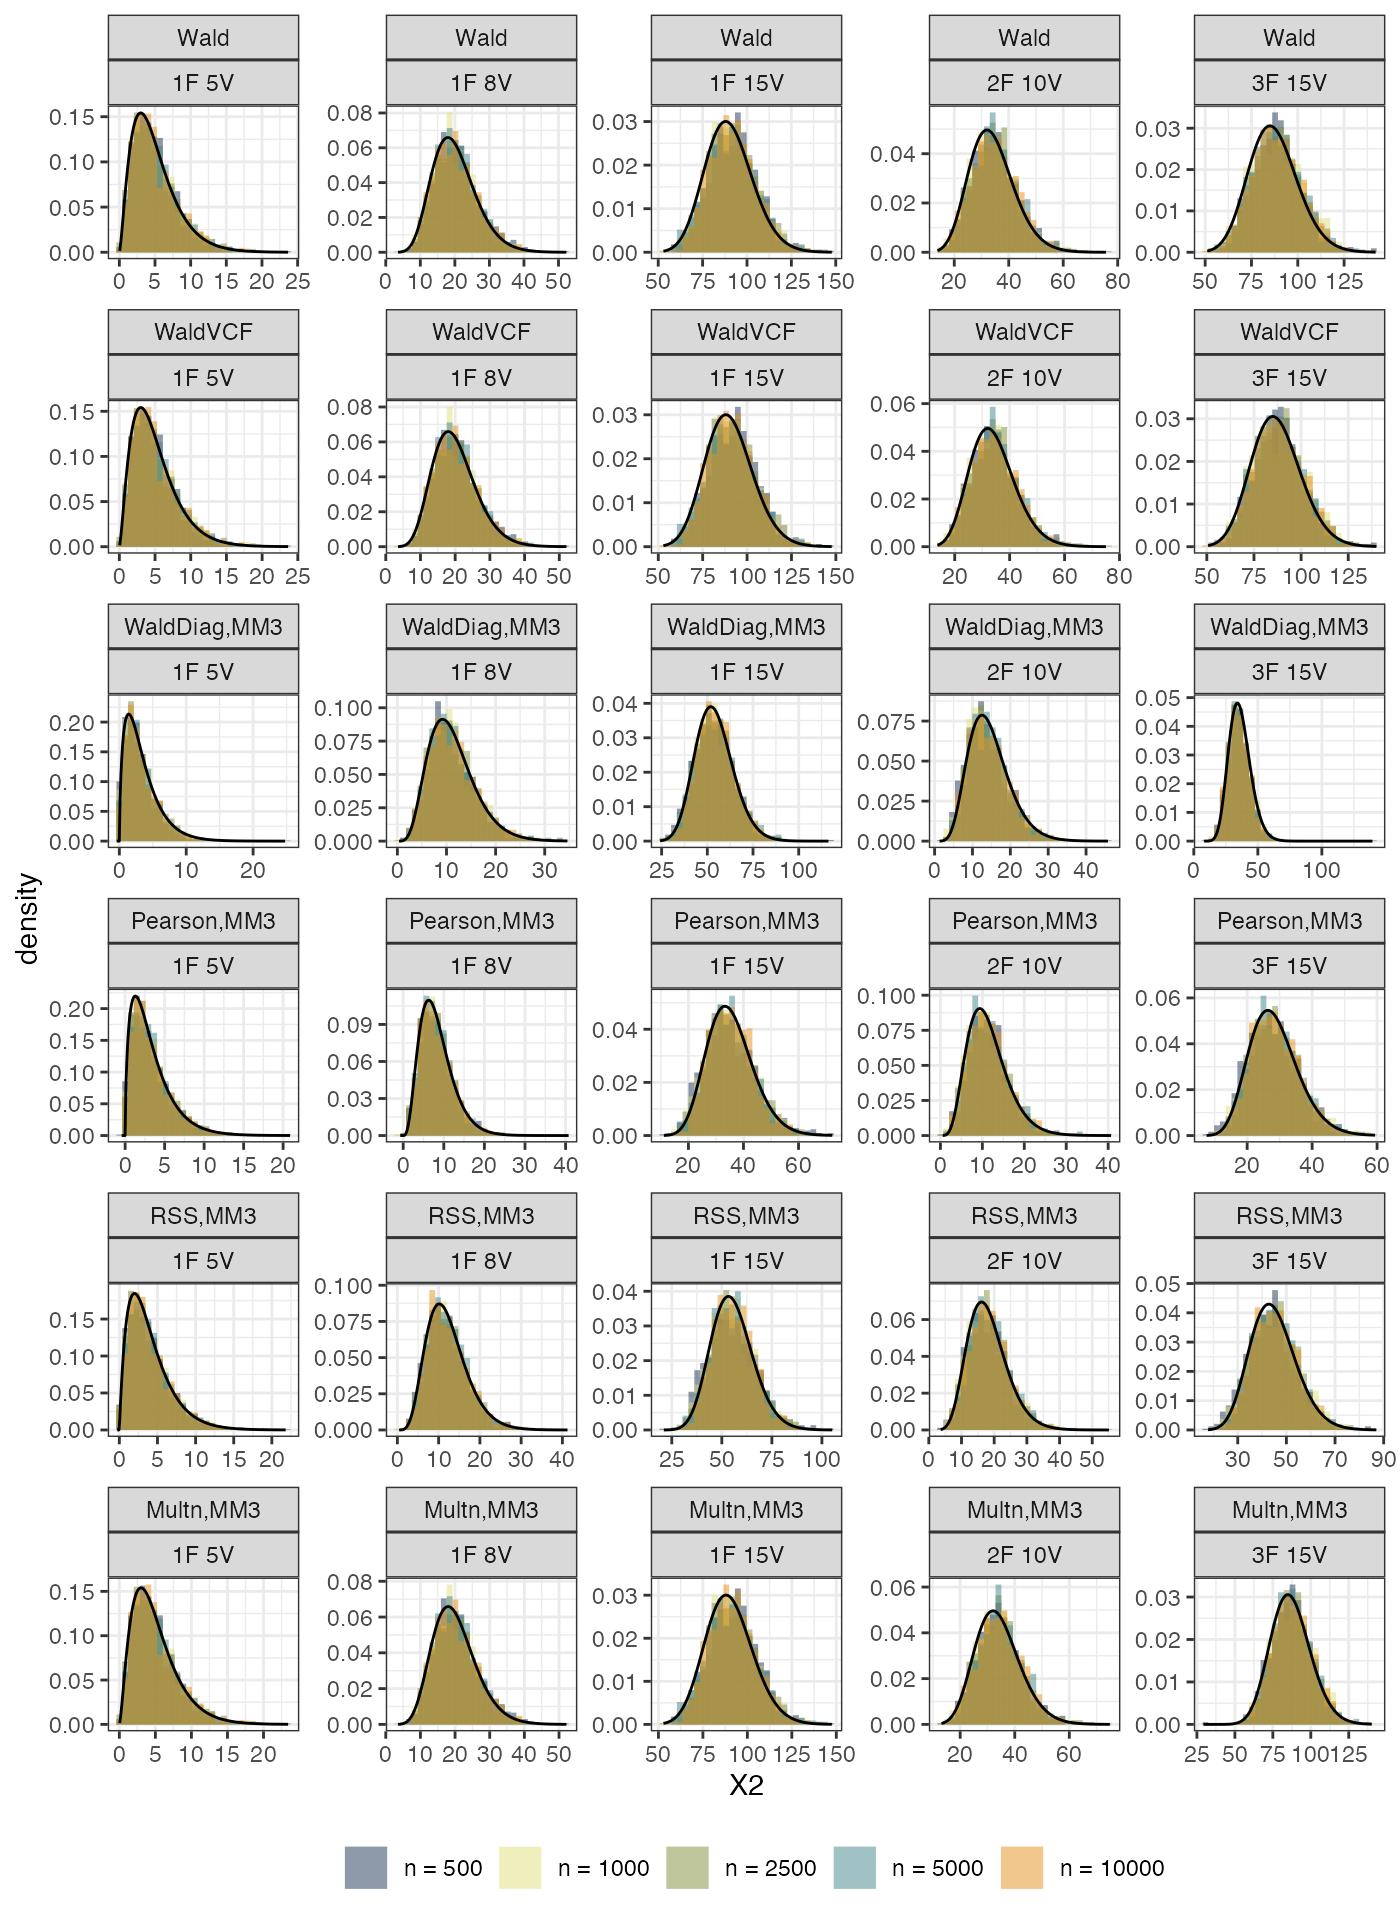 Wald Wald Wald Wald Wald
1F 5V 1F 8V 1F 15V 2F 10V 3F 15V
0.15 0.10 0.05 0.00 0.08 0.06 0.04 0.02 0.00 0.03 0.02 0.01 0.00 0.04 0.02 0.00 0.03 0.02 0.01 0.00
0 5 10 15 20 25 0 10 20 30 40 50 50 75 100 125 150 20 40 60 80 50 75 100 125
WaldVCF WaldVCF WaldVCF WaldVCF WaldVCF
1F 5V 1F 8V 1F 15V 2F 10V 3F 15V
0.15 0.10 0.05 0.00 0.08 0.06 0.04 0.02 0.00 0.03 0.02 0.01 0.00 0.06 0.04 0.02 0.00 0.03 0.02 0.01 0.00
0 5 10 15 20 25 0 10 20 30 40 50 50 75 100 125 150 20 40 60 80 50 75 100 125
WaldDiag,MM3 WaldDiag,MM3 WaldDiag,MM3 WaldDiag,MM3 WaldDiag,MM3
1F 5V 1F 8V 1F 15V 2F 10V 3F 15V
0.20 0.15 0.10 0.05 0.00 0.100 0.075 0.050 0.025 0.000 0.04 0.03 0.02 0.01 0.00 0.075 0.050 0.025 0.000 0.05 0.04 0.03 0.02 0.01 0.00
0 10 20 0 10 20 30 25 50 75 100 0 10 20 30 40 0 50 100
density
Pearson,MM3 Pearson,MM3 Pearson,MM3 Pearson,MM3 Pearson,MM3
1F 5V 1F 8V 1F 15V 2F 10V 3F 15V
0.20 0.15 0.10 0.05 0.00 0.09 0.06 0.03 0.00 0.04 0.02 0.00 0.100 0.075 0.050 0.025 0.000 0.06 0.04 0.02 0.00
0 5 10 15 20 0 10 20 30 40 20 40 60 0 10 20 30 40 20 40 60
RSS,MM3 RSS,MM3 RSS,MM3 RSS,MM3 RSS,MM3
1F 5V 1F 8V 1F 15V 2F 10V 3F 15V
0.15 0.10 0.05 0.00 0.100 0.075 0.050 0.025 0.000 0.04 0.03 0.02 0.01 0.00 0.06 0.04 0.02 0.00 0.05 0.04 0.03 0.02 0.01 0.00
0 5 10 15 20 0 10 20 30 40 25 50 75 100 0 10 20 30 40 50 30 50 70 90
Multn,MM3 Multn,MM3 Multn,MM3 Multn,MM3 Multn,MM3
1F 5V 1F 8V 1F 15V 2F 10V 3F 15V
0.15 0.10 0.05 0.00 0.08 0.06 0.04 0.02 0.00 0.03 0.02 0.01 0.00 0.06 0.04 0.02 0.00 0.03 0.02 0.01 0.00
0 5 10 15 20 0 10 20 30 40 50 50 75 100 125 150 20 40 60 25 50 75 100 125
X2
n = 500 n = 1000 n = 2500 n = 5000 n = 10000